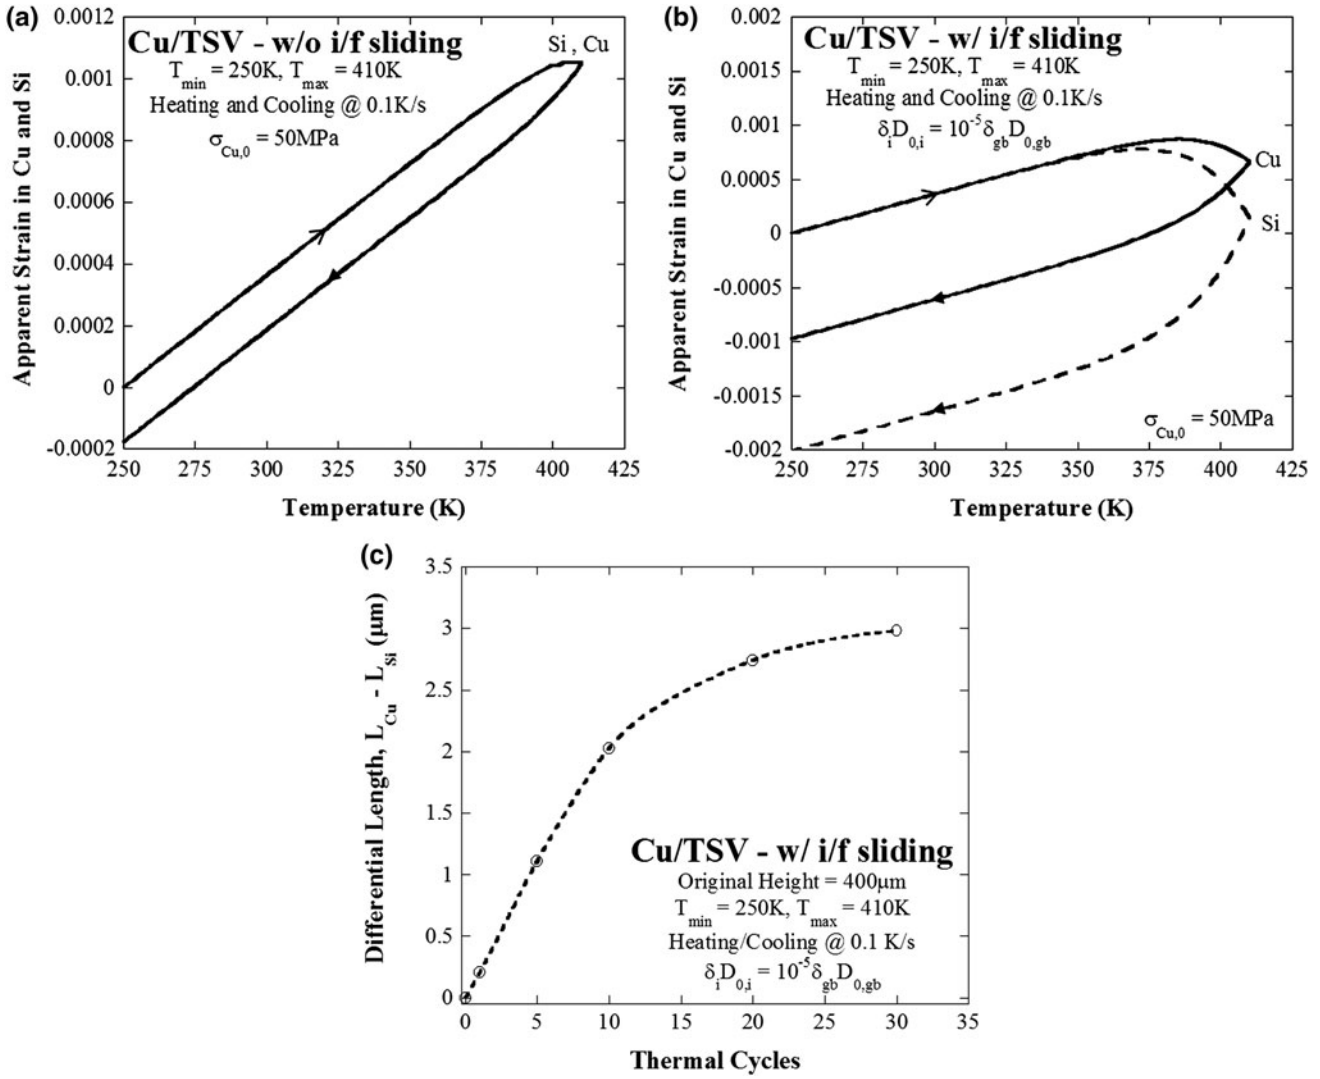 (a)
Cu/TSV - w/o i/f sliding
T_min = 250K, T_max = 410K
Heating and Cooling @ 0.1K/s
σ_Cu,0 = 50MPa
Si , Cu
Apparent Strain in Cu and Si
0.0012
0.001
0.0008
0.0006
0.0004
0.0002
0
-0.0002
250 275 300 325 350 375 400 425
Temperature (K)
(b)
Cu/TSV - w/ i/f sliding
T_min = 250K, T_max = 410K
Heating and Cooling @ 0.1K/s
δ_iD_0,i = 10^-5δ_gbD_0,gb
Cu
Si
σ_Cu,0 = 50MPa
Apparent Strain in Cu and Si
0.002
0.0015
0.001
0.0005
0
-0.0005
-0.001
-0.0015
-0.002
250 275 300 325 350 375 400 425
Temperature (K)
(c)
Differential Length, L_Cu - L_Si (μm)
3.5
3
2.5
2
1.5
1
0.5
0
Cu/TSV - w/ i/f sliding
Original Height = 400μm
T_min = 250K, T_max = 410K
Heating/Cooling @ 0.1 K/s
δ_iD_0,i = 10^-5δ_gbD_0,gb
0 5 10 15 20 25 30 35
Thermal Cycles